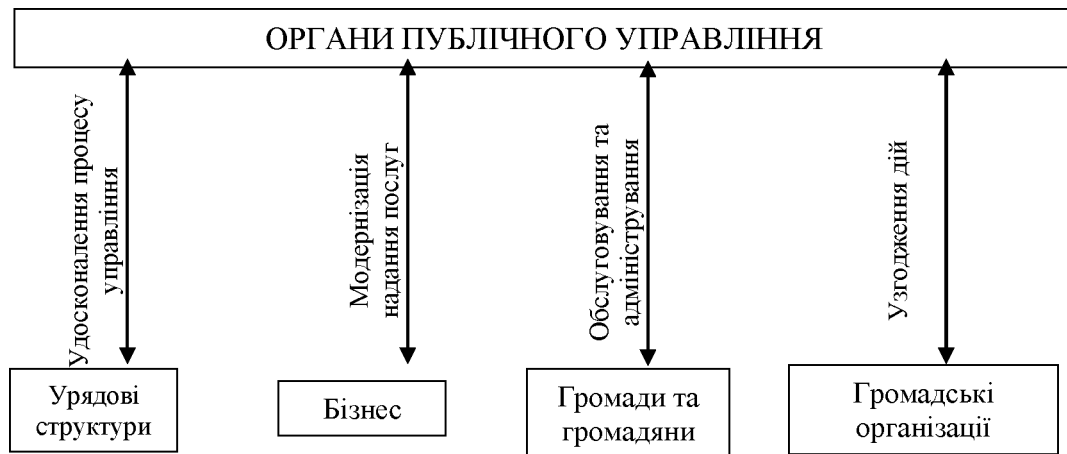 ОРГАНИ ПУБЛІЧНОГО УПРАВЛІННЯ
Удосконалення процесу
управління
Модернізація
надання послуг
Обслуговування та
адміністрування
Узгодження дій
Урядові
структури
Бізнес
Громади та
громадяни
Громадські
організації